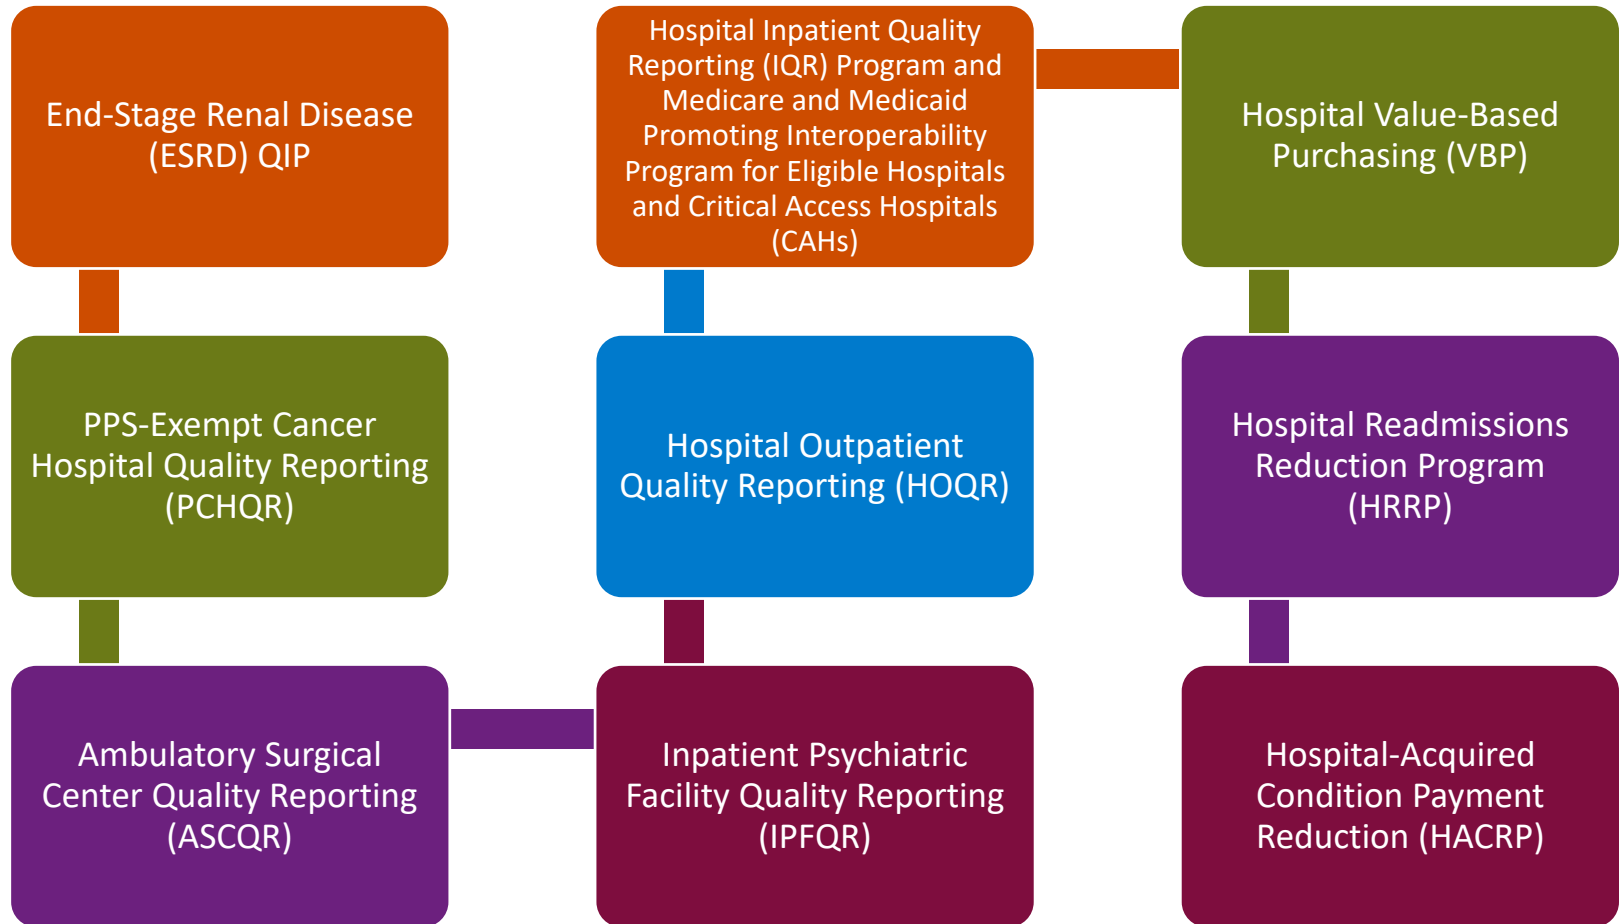 End-Stage Renal Disease
(ESRD) QIP
PPS-Exempt Cancer
Hospital Quality Reporting
(PCHQR)
Ambulatory Surgical
Center Quality Reporting
(ASCQR)
Inpatient Psychiatric
Facility Quality Reporting
(IPFQR)
Hospital Outpatient
Quality Reporting (HOQR)
Hospital Inpatient Quality
Reporting (IQR) Program and
Medicare and Medicaid
Promoting Interoperability
Program for Eligible Hospitals
and Critical Access Hospitals
(CAHs)
Hospital Value-Based
Purchasing (VBP)
Hospital Readmissions
Reduction Program
(HRRP)
Hospital-Acquired
Condition Payment
Reduction (HACRP)